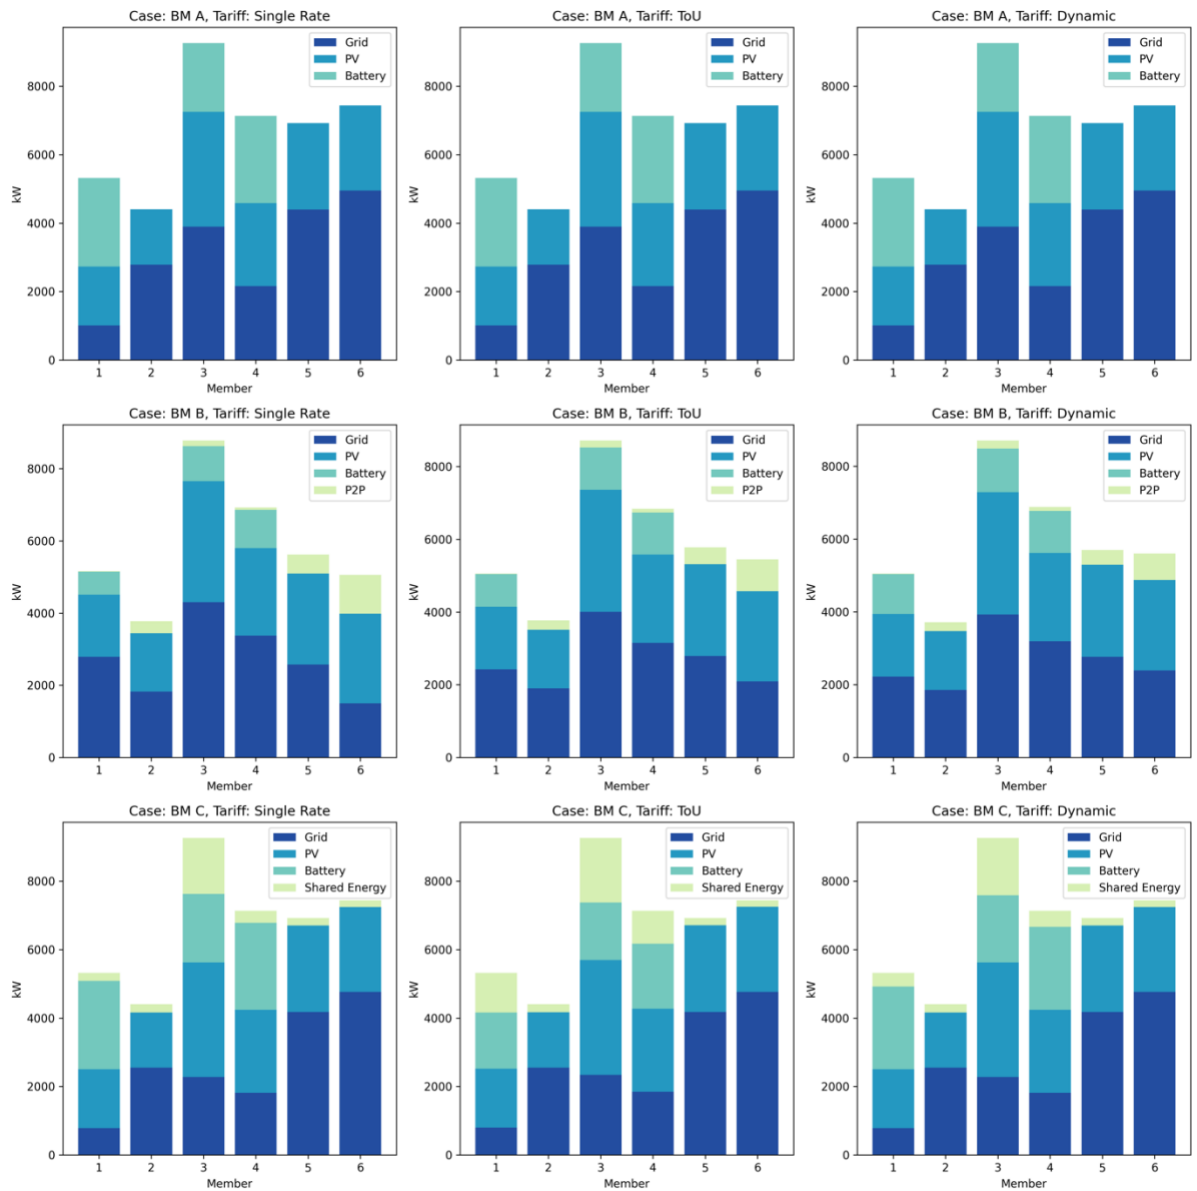 Case: BM A, Tariff: Single Rate
Grid
PV
Battery
8000
6000
4000
2000
0
kW
1 2 3 4 5 6
Member
Case: BM A, Tariff: ToU
Grid
PV
Battery
8000
6000
4000
2000
0
kW
1 2 3 4 5 6
Member
Case: BM A, Tariff: Dynamic
Grid
PV
Battery
8000
6000
4000
2000
0
kW
1 2 3 4 5 6
Member
Case: BM B, Tariff: Single Rate
Grid
PV
Battery
P2P
8000
6000
4000
2000
0
kW
1 2 3 4 5 6
Member
Case: BM B, Tariff: ToU
Grid
PV
Battery
P2P
8000
6000
4000
2000
0
kW
1 2 3 4 5 6
Member
Case: BM B, Tariff: Dynamic
Grid
PV
Battery
P2P
8000
6000
4000
2000
0
kW
1 2 3 4 5 6
Member
Case: BM C, Tariff: Single Rate
Grid
PV
Battery
Shared Energy
8000
6000
4000
2000
0
kW
1 2 3 4 5 6
Member
Case: BM C, Tariff: ToU
Grid
PV
Battery
Shared Energy
8000
6000
4000
2000
0
kW
1 2 3 4 5 6
Member
Case: BM C, Tariff: Dynamic
Grid
PV
Battery
Shared Energy
8000
6000
4000
2000
0
kW
1 2 3 4 5 6
Member